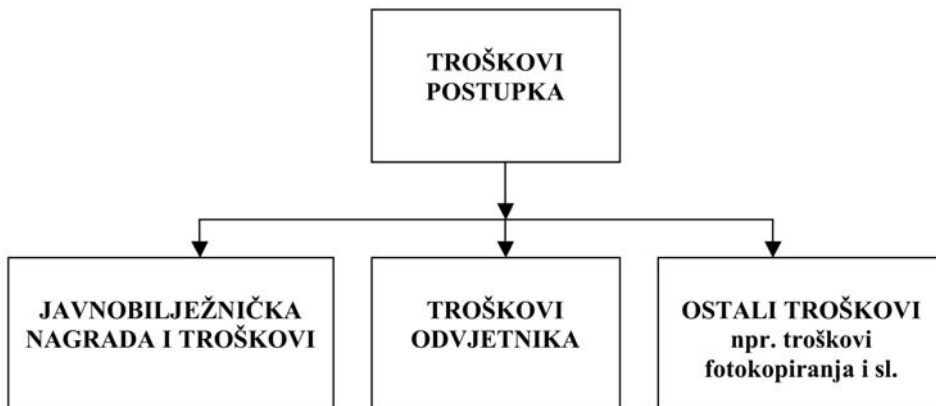 TROŠKOVI
POSTUPKA
JAVNOBILJEŽNIČKA
NAGRADA I TROŠKOVI
TROŠKOVI
ODVJETNIKA
OSTALI TROŠKOVI
npr. troškovi
fotokopiranja i sl.